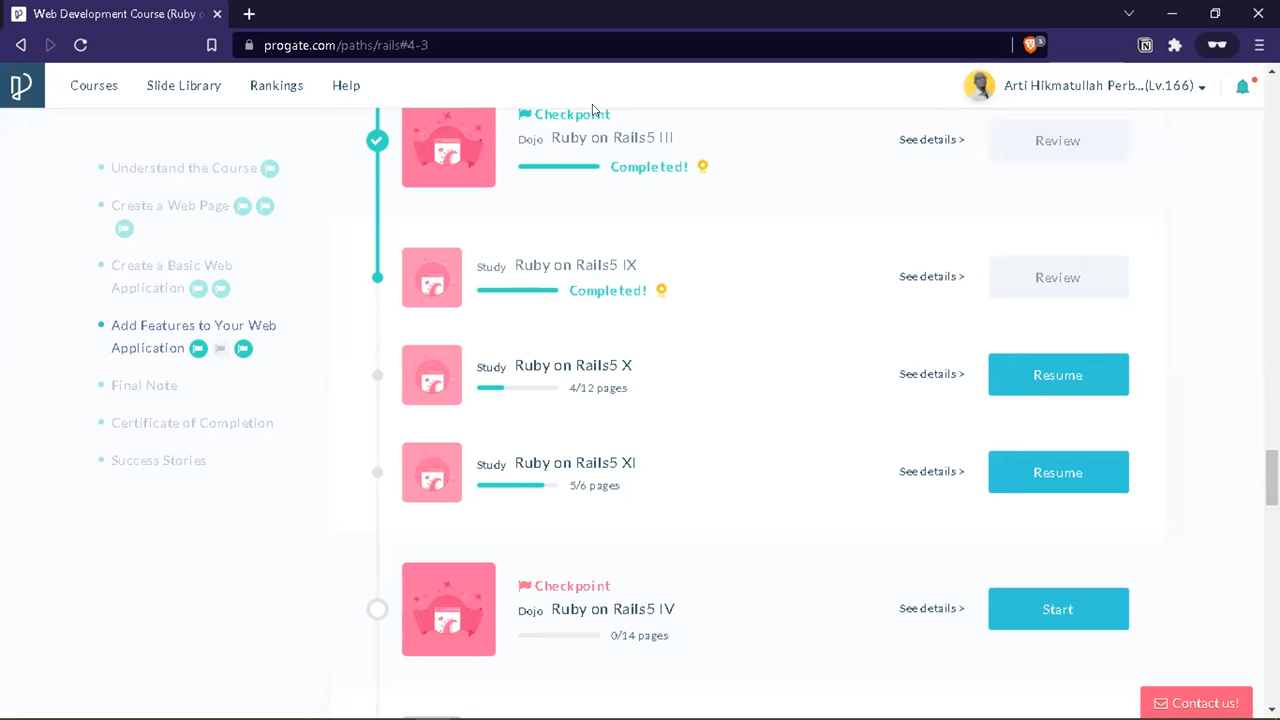 Web Development Course (Ruby o
progate.com/paths/rails#4-3
Courses
Slide Library
Rankings
Help
Arti Hikmatullah Perb...(Lv.166)
Understand the Course
Create a Web Page
Create a Basic Web
Application
Add Features to Your Web
Application
Final Note
Certificate of Completion
Success Stories
Checkpoint
Dojo Ruby on Rails5 III
Completed!
See details >
Review
Study Ruby on Rails5 IX
Completed!
See details >
Review
Study Ruby on Rails5 X
4/12 pages
See details >
Resume
Study Ruby on Rails5 XI
5/6 pages
See details >
Resume
Checkpoint
Dojo Ruby on Rails5 IV
0/14 pages
See details >
Start
Contact us!